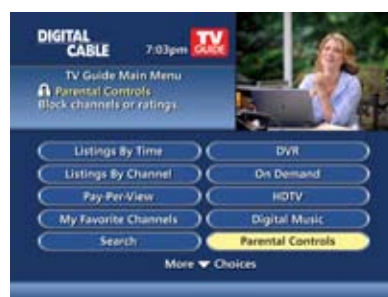 DIGITAL
CABLE
7:03pm
TV
GUIDE
TV Guide Main Menu
Parental Controls
Block channels or ratings.
Listings By Time
DVR
Listings By Channel
On Demand
Pay-Per-View
HDTV
My Favorite Channels
Digital Music
Search
Parental Controls
More Choices